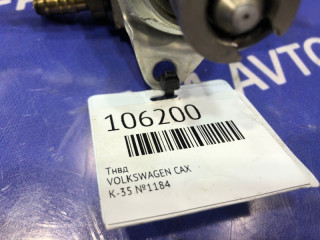 AVTO
106200
Тнвд
VOLKSWAGEN CAX
K-35 №1184